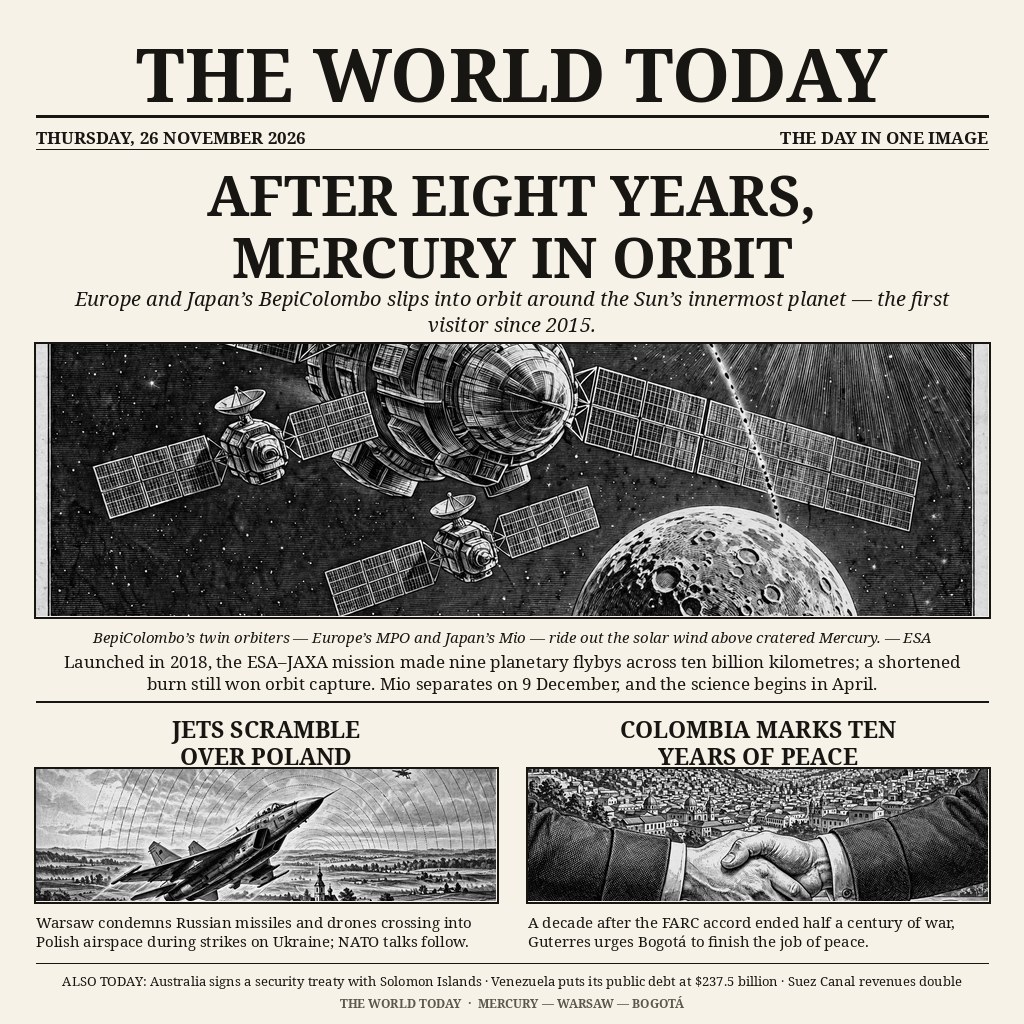 THE WORLD TODAY
THURSDAY, 26 NOVEMBER 2026
THE DAY IN ONE IMAGE
AFTER EIGHT YEARS,
MERCURY IN ORBIT
Europe and Japan’s BepiColombo slips into orbit around the Sun’s innermost planet — the first
visitor since 2015.
BepiColombo’s twin orbiters — Europe’s MPO and Japan’s Mio — ride out the solar wind above cratered Mercury. — ESA
Launched in 2018, the ESA–JAXA mission made nine planetary flybys across ten billion kilometres; a shortened
burn still won orbit capture. Mio separates on 9 December, and the science begins in April.
JETS SCRAMBLE
OVER POLAND
Warsaw condemns Russian missiles and drones crossing into
Polish airspace during strikes on Ukraine; NATO talks follow.
COLOMBIA MARKS TEN
YEARS OF PEACE
A decade after the FARC accord ended half a century of war,
Guterres urges Bogotá to finish the job of peace.
ALSO TODAY: Australia signs a security treaty with Solomon Islands · Venezuela puts its public debt at $237.5 billion · Suez Canal revenues double
THE WORLD TODAY · MERCURY — WARSAW — BOGOTÁ